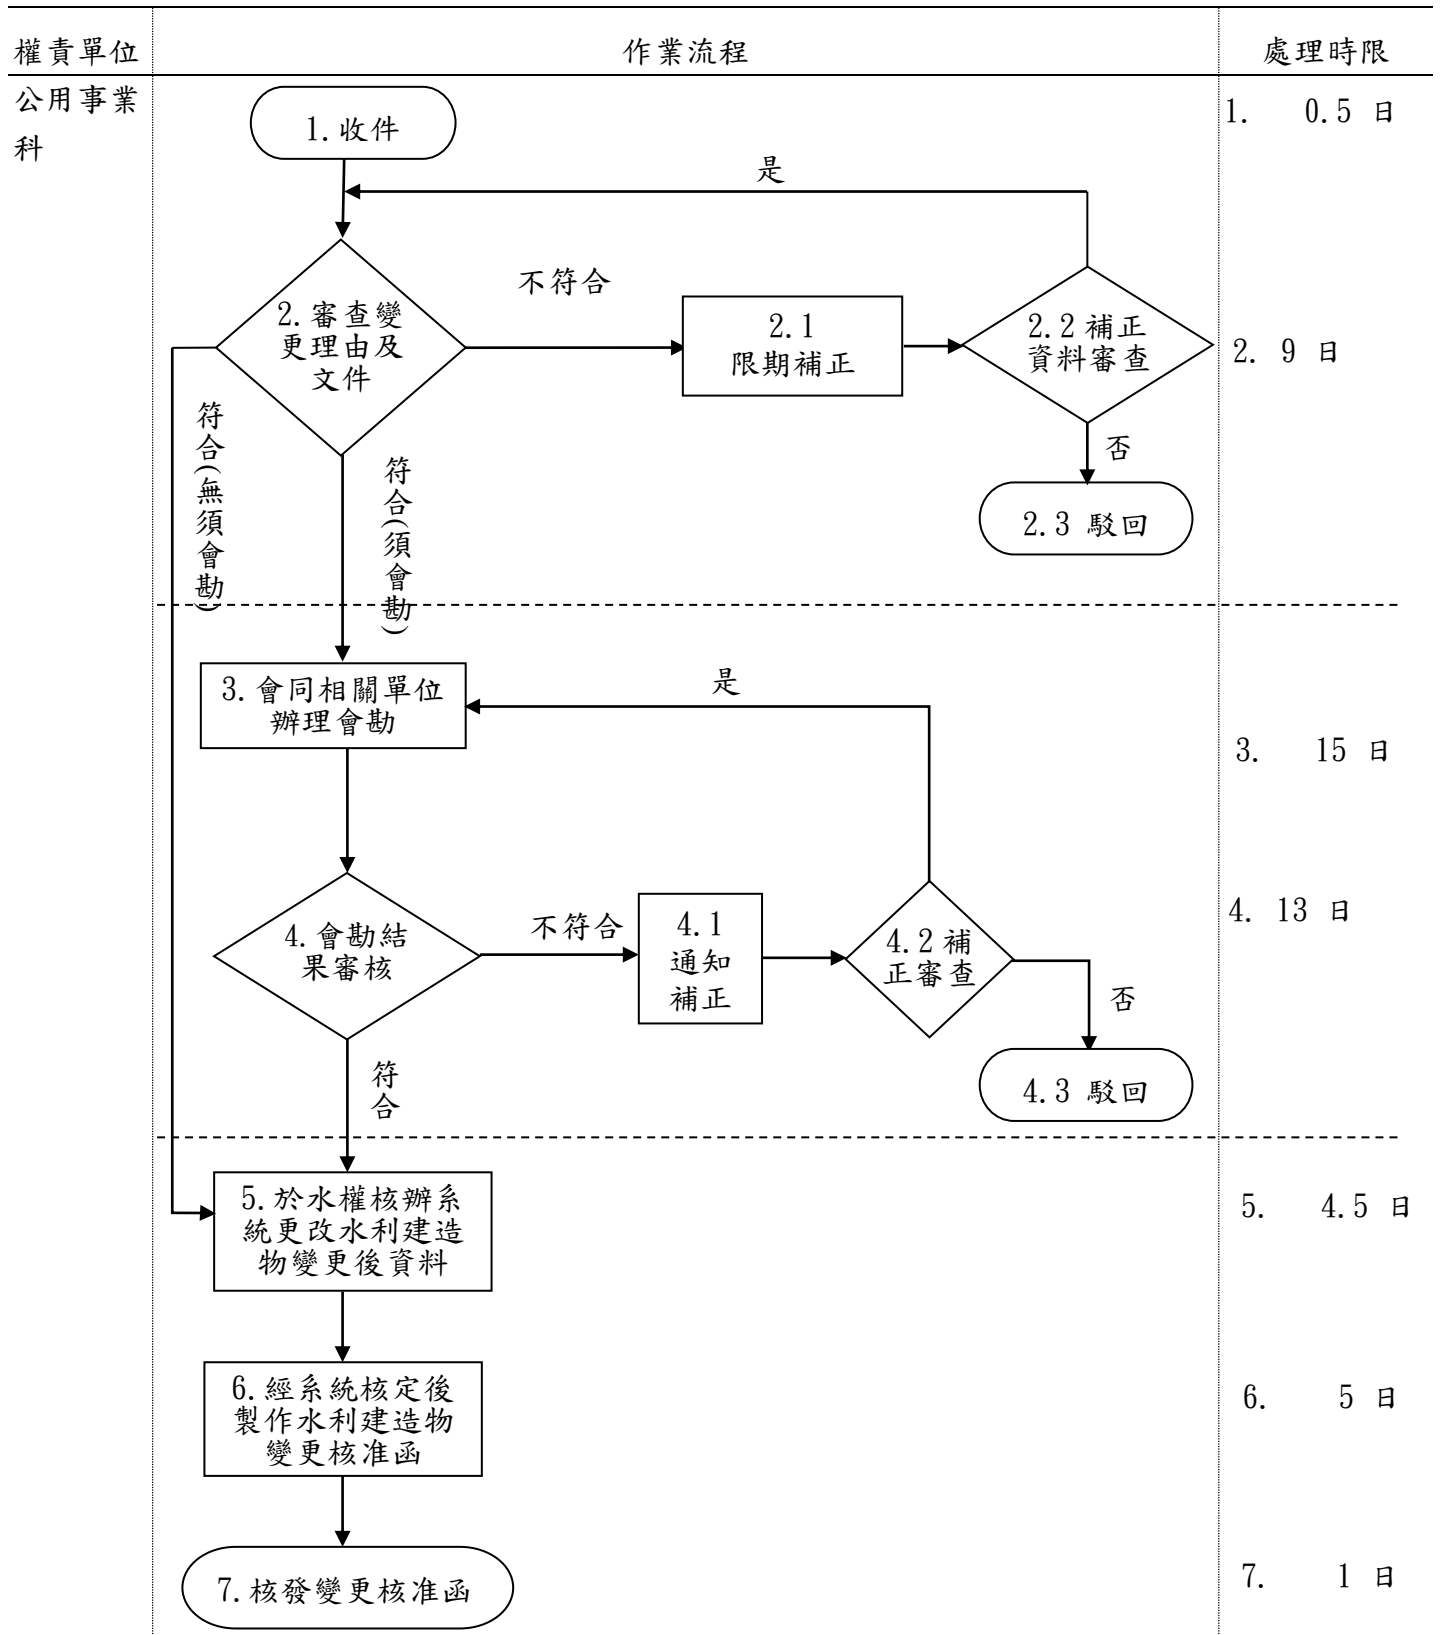 權責單位
作業流程
處理時限
公用事業
科
1.收件
1. 0.5 日
是
不符合
2.審查變
更理由及
文件
2.1
限期補正
2.2補正
資料審查
2. 9 日
符合(無須會勘)
符合(須會勘)
否
2.3 駁回
3.會同相關單位
辦理會勘
是
3. 15 日
4.會勘結
果審核
不符合
4.1
通知
補正
4.2補
正審查
4. 13 日
否
4.3 駁回
符合
5.於水權核辦系
統更改水利建造
物變更後資料
5. 4.5 日
6.經系統核定後
製作水利建造物
變更核准函
6. 5 日
7.核發變更核准函
7. 1 日